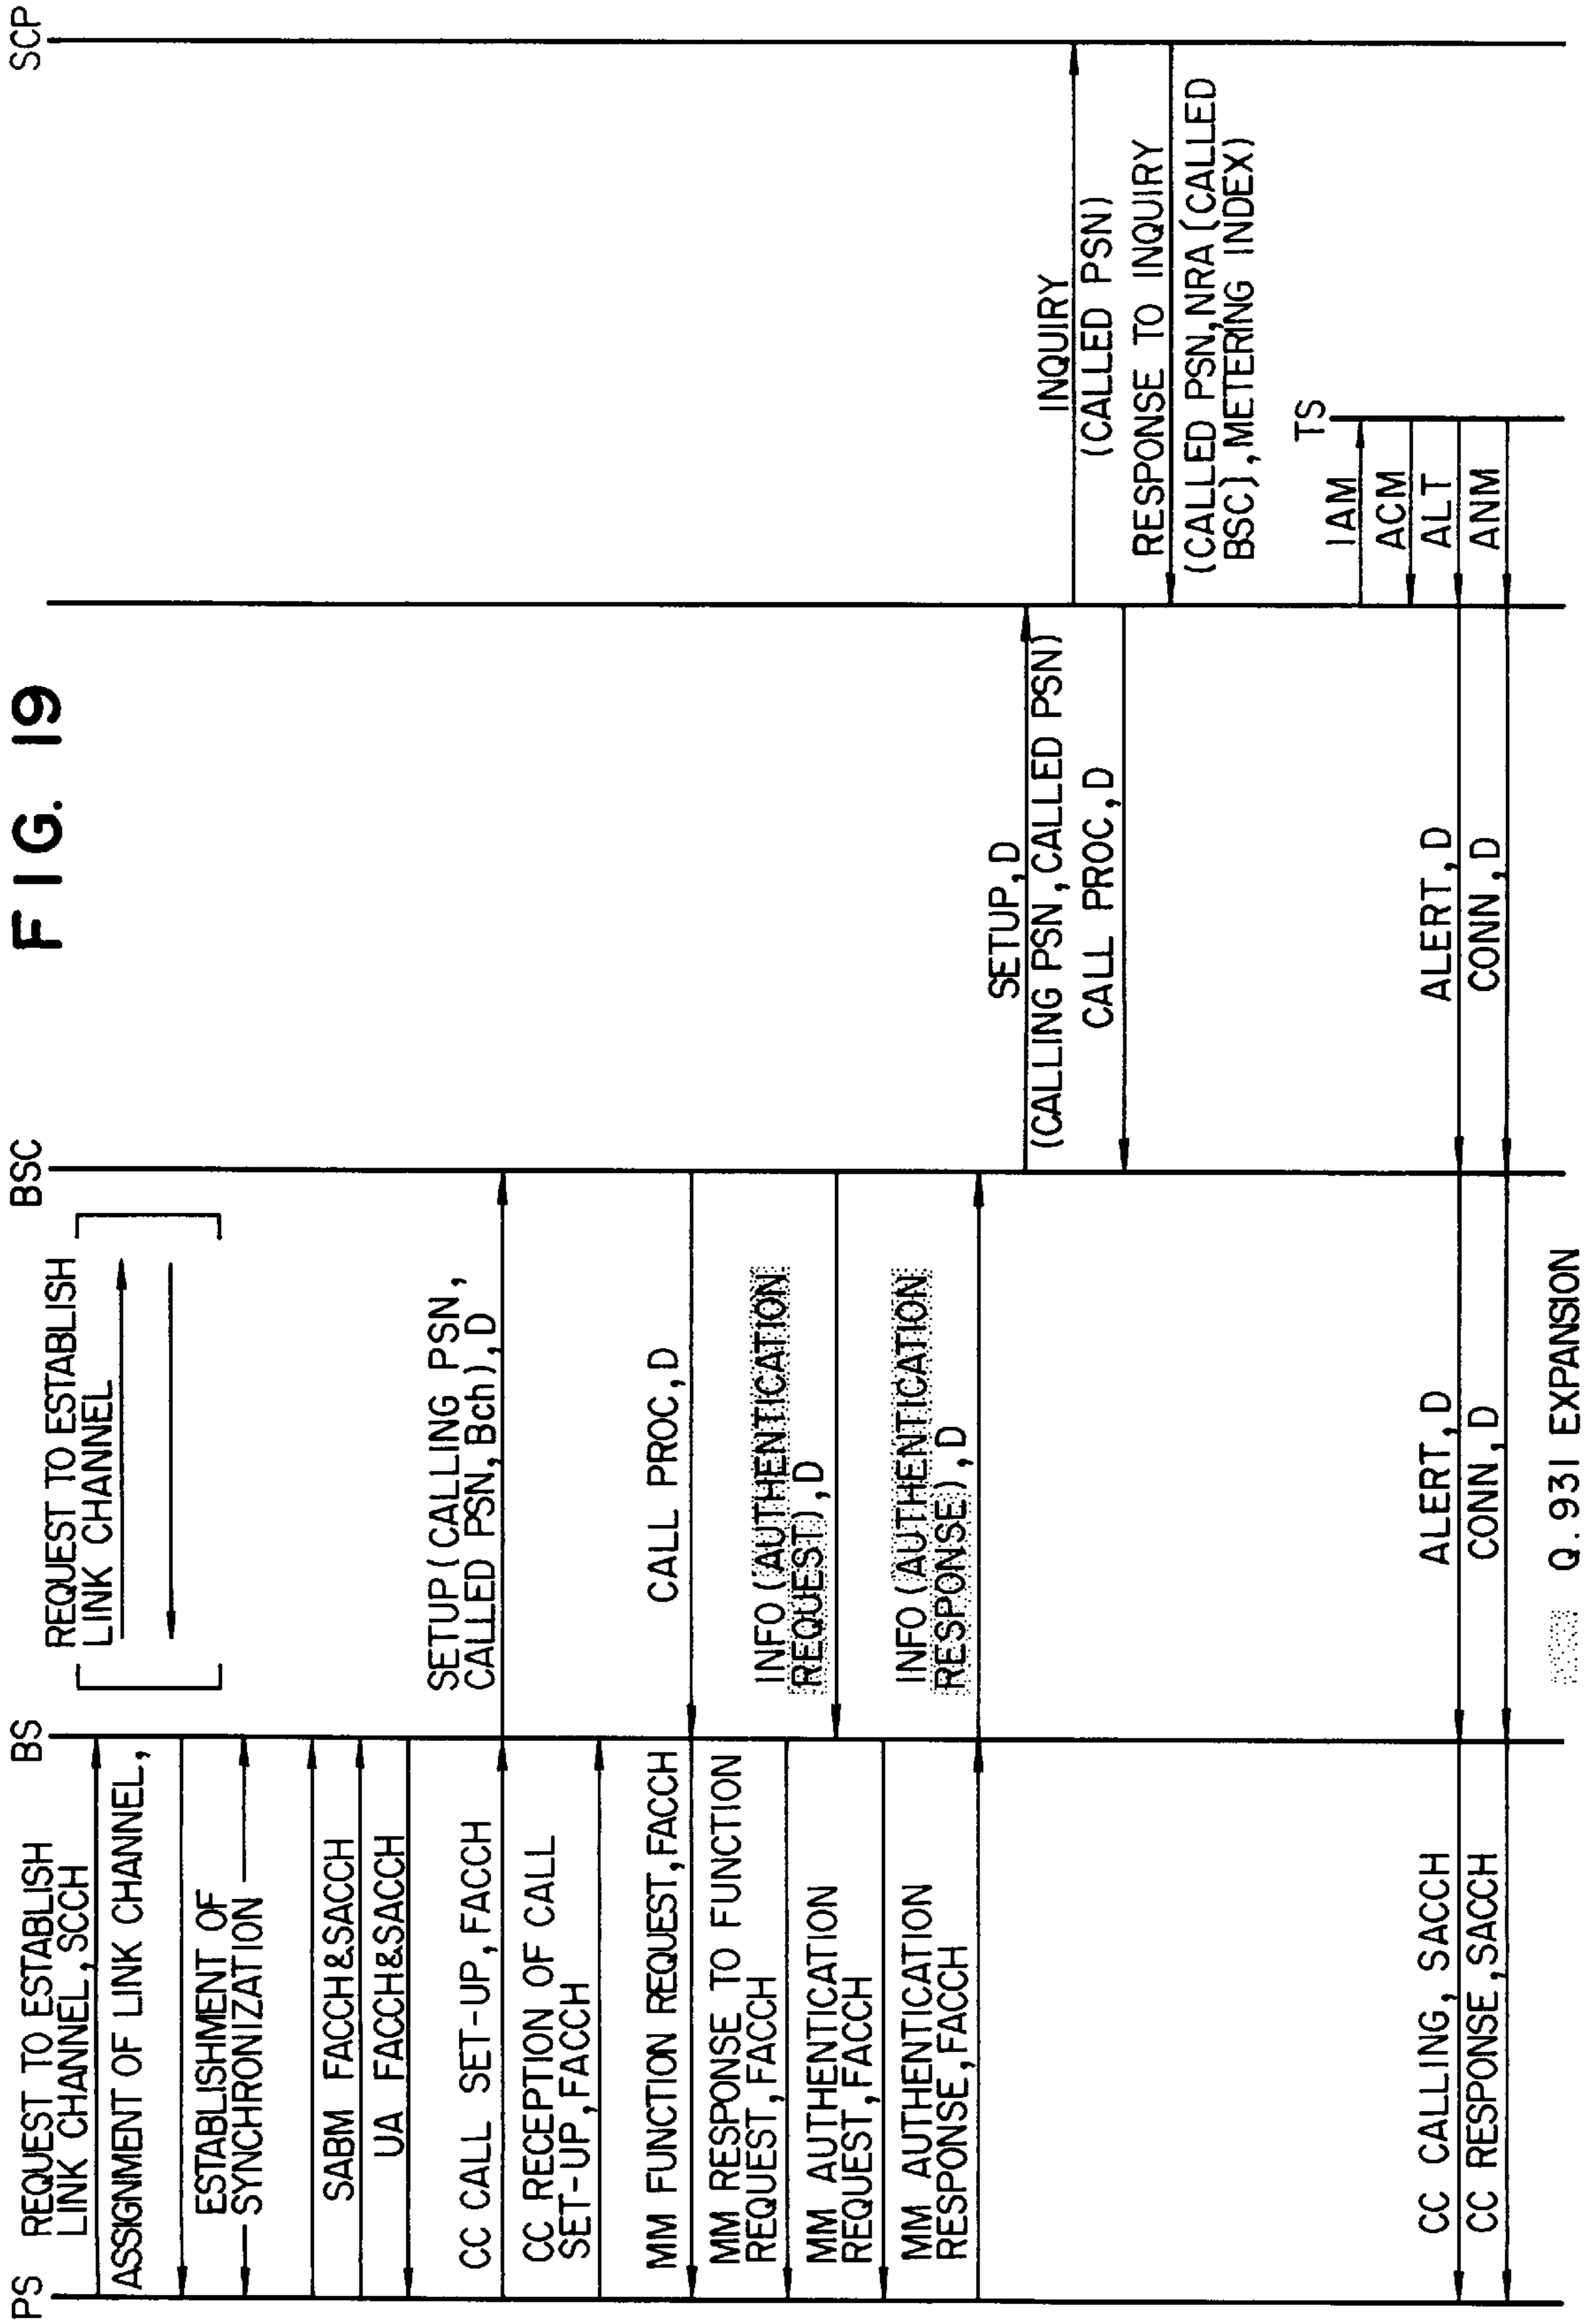 FIG. 19
PS
BS
BSC
SCP
REQUEST TO ESTABLISH
LINK CHANNEL, SCCH
ASSIGNMENT OF LINK CHANNEL,
ESTABLISHMENT OF
SYNCHRONIZATION
SABM FACCH&SACCH
UA FACCH&SACCH
CC CALL SET-UP, FACCH
CC RECEPTION OF CALL
SET-UP, FACCH
MM FUNCTION REQUEST, FACCH
MM RESPONSE TO FUNCTION
REQUEST, FACCH
MM AUTHENTICATION
REQUEST, FACCH
MM AUTHENTICATION
RESPONSE, FACCH
CC CALLING, SACCH
CC RESPONSE, SACCH
REQUEST TO ESTABLISH
LINK CHANNEL
SETUP (CALLING PSN,
CALLED PSN, Bch), D
CALL PROC, D
INFO (AUTHENTICATION
REQUEST), D
INFO (AUTHENTICATION
RESPONSE), D
ALERT, D
CONN, D
Q. 931 EXPANSION
SETUP, D
(CALLING PSN, CALLED PSN)
CALL PROC, D
ALERT, D
CONN, D
INQUIRY
(CALLED PSN)
RESPONSE TO INQUIRY
(CALLED PSN, NRA (CALLED
BSC), METERING INDEX)
TS
IAM
ACM
ALT
ANM